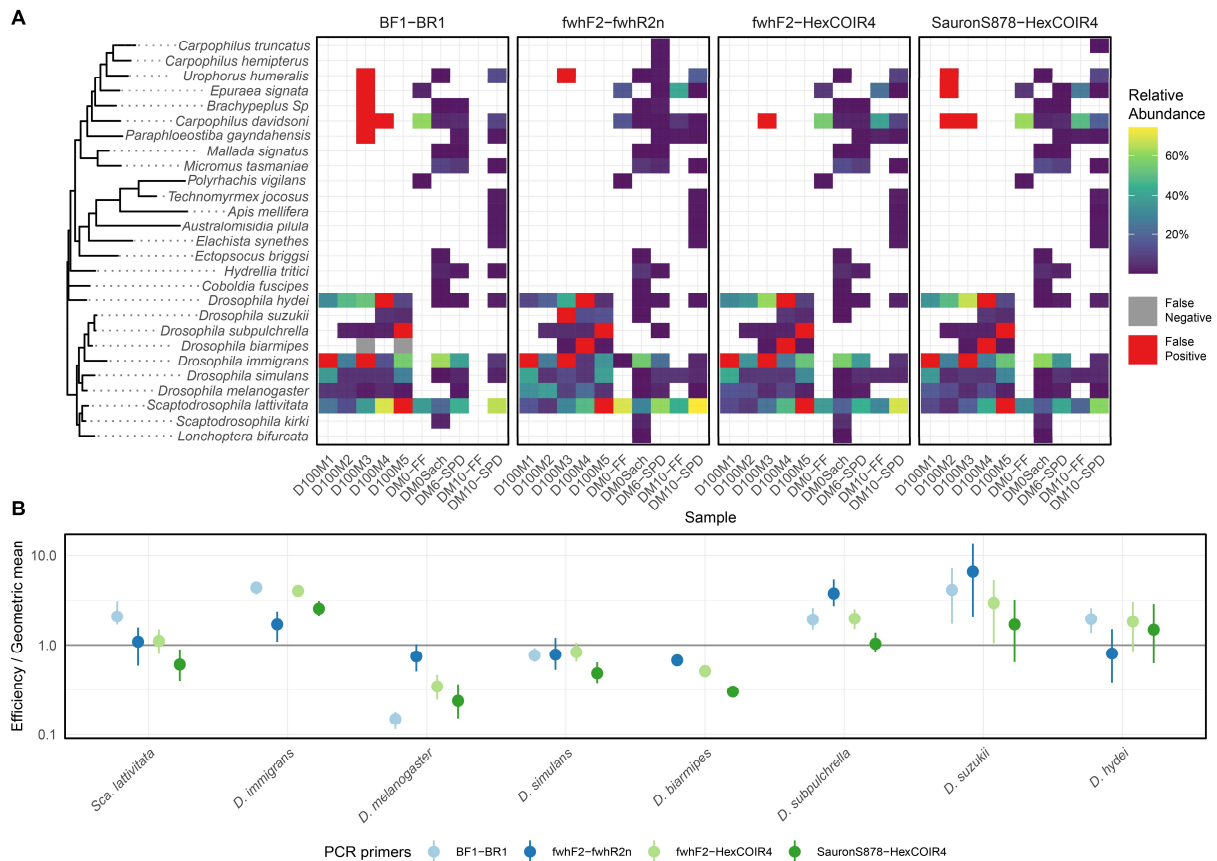 A
BF1−BR1
fwhF2−fwhR2n
fwhF2−HexCOIR4
SauronS878−HexCOIR4
Carpophilus truncatus
Carpophilus hemipterus
Urophorus humeralis
Epuraea signata
Brachypeplus Sp
Carpophilus davidsoni
Paraphloeostiba gayndahensis
Mallada signatus
Micromus tasmaniae
Polyrhachis vigilans
Technomyrmex jocosus
Apis mellifera
Australomisidia pilula
Elachista synethes
Ectopsocus briggsi
Hydrellia tritici
Coboldia fuscipes
Drosophila hydei
Drosophila suzukii
Drosophila subpulchrella
Drosophila biarmipes
Drosophila immigrans
Drosophila simulans
Drosophila melanogaster
Scaptodrosophila lattivitata
Scaptodrosophila kirki
Lonchoptera bifurcata
Relative
Abundance
60%
40%
20%
False
Negative
False
Positive
D100M1
D100M2
D100M3
D100M4
D100M5
DM0−FF
DM0Sach
DM6−SPD
DM10−FF
DM10−SPD
D100M1
D100M2
D100M3
D100M4
D100M5
DM0−FF
DM0Sach
DM6−SPD
DM10−FF
DM10−SPD
D100M1
D100M2
D100M3
D100M4
D100M5
DM0−FF
DM0Sach
DM6−SPD
DM10−FF
DM10−SPD
D100M1
D100M2
D100M3
D100M4
D100M5
DM0−FF
DM0Sach
DM6−SPD
DM10−FF
DM10−SPD
Sample
B
Efficiency / Geometric mean
10.0
1.0
0.1
Sca. lattivitata
D. immigrans
D. melanogaster
D. simulans
D. biarmipes
D. subpulchrella
D. suzukii
D. hydei
PCR primers
BF1−BR1
fwhF2−fwhR2n
fwhF2−HexCOIR4
SauronS878−HexCOIR4